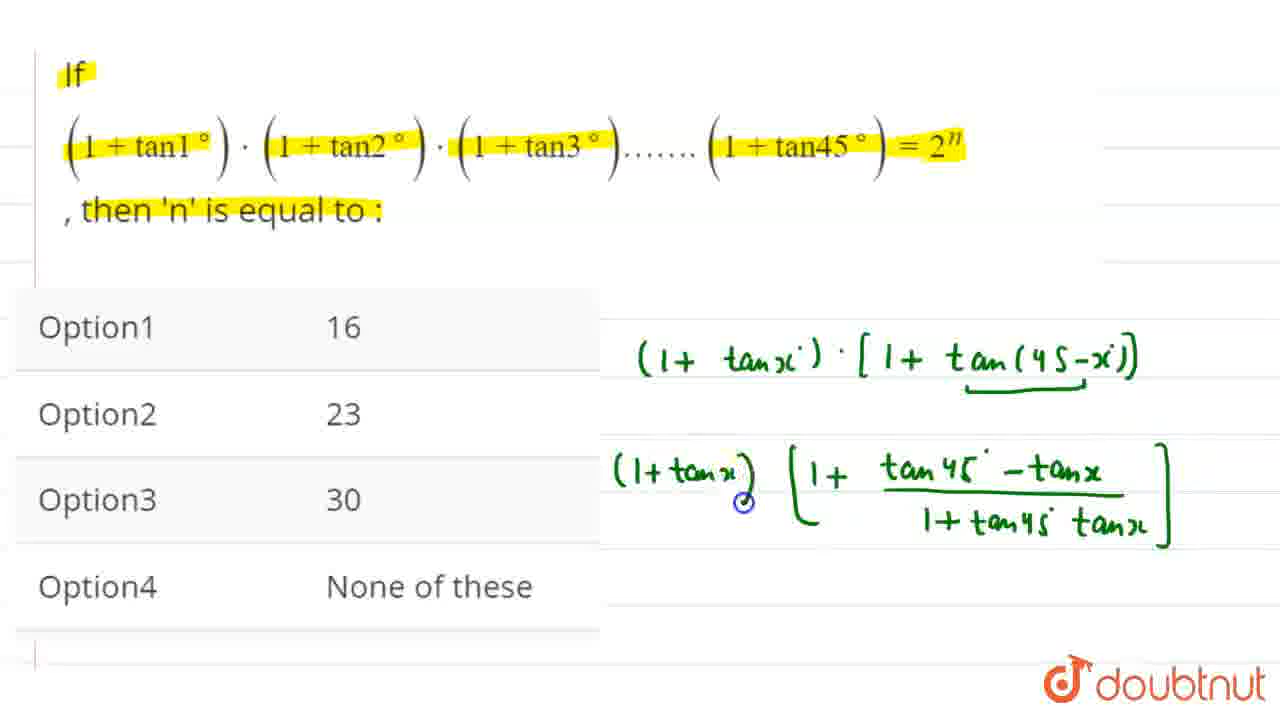 If
(1 + tan1°) · (1 + tan2°) · (1 + tan3°)....... (1 + tan45°) = 2ⁿ
, then 'n' is equal to :
Option1 16
(1 + tanx°) · [1 + tan(45-x°)]
Option2 23
(1 + tanx) [1 + (tan45° - tanx) / (1 + tan45° tanx)]
Option3 30
Option4 None of these
doubtnut